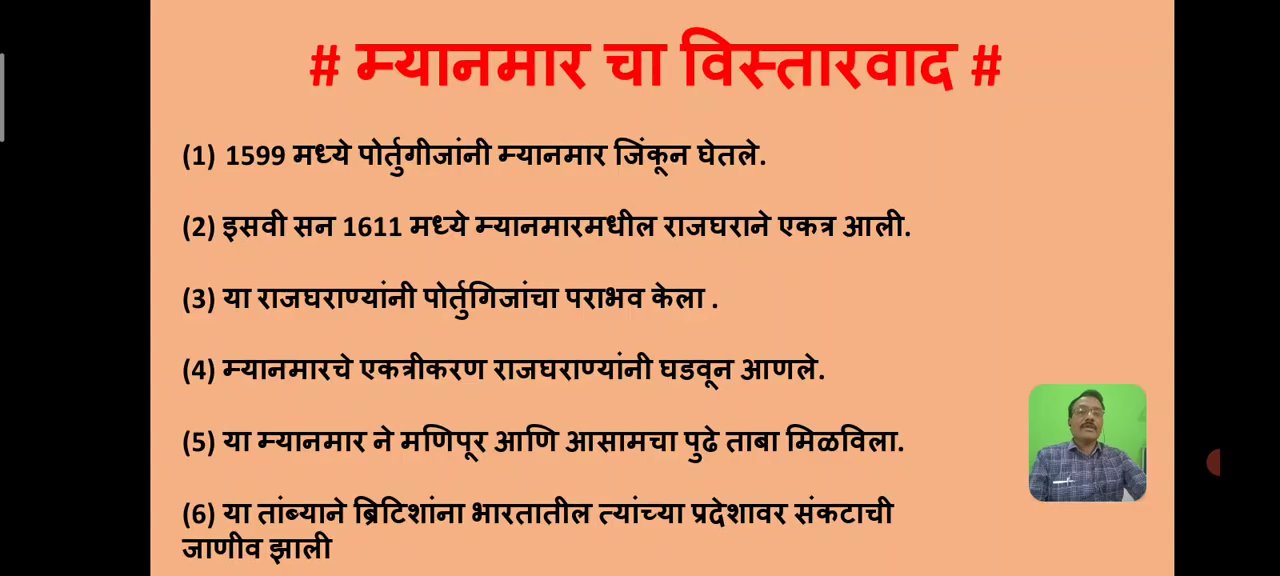 # म्यानमार चा विस्तारवाद #
(1) 1599 मध्ये पोर्तुगीजांनी म्यानमार जिंकून घेतले.
(2) इसवी सन 1611 मध्ये म्यानमारमधील राजघराने एकत्र आली.
(3) या राजघराण्यांनी पोर्तुगिजांचा पराभव केला .
(4) म्यानमारचे एकत्रीकरण राजघराण्यांनी घडवून आणले.
(5) या म्यानमार ने मणिपूर आणि आसामचा पुढे ताबा मिळविला.
(6) या तांब्याने ब्रिटिशांना भारतातील त्यांच्या प्रदेशावर संकटाची
जाणीव झाली